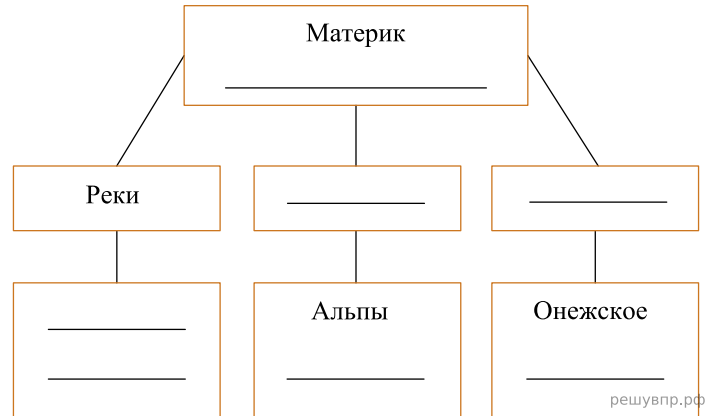 Материк
Реки
Альпы
Онежское
решувпр.рф